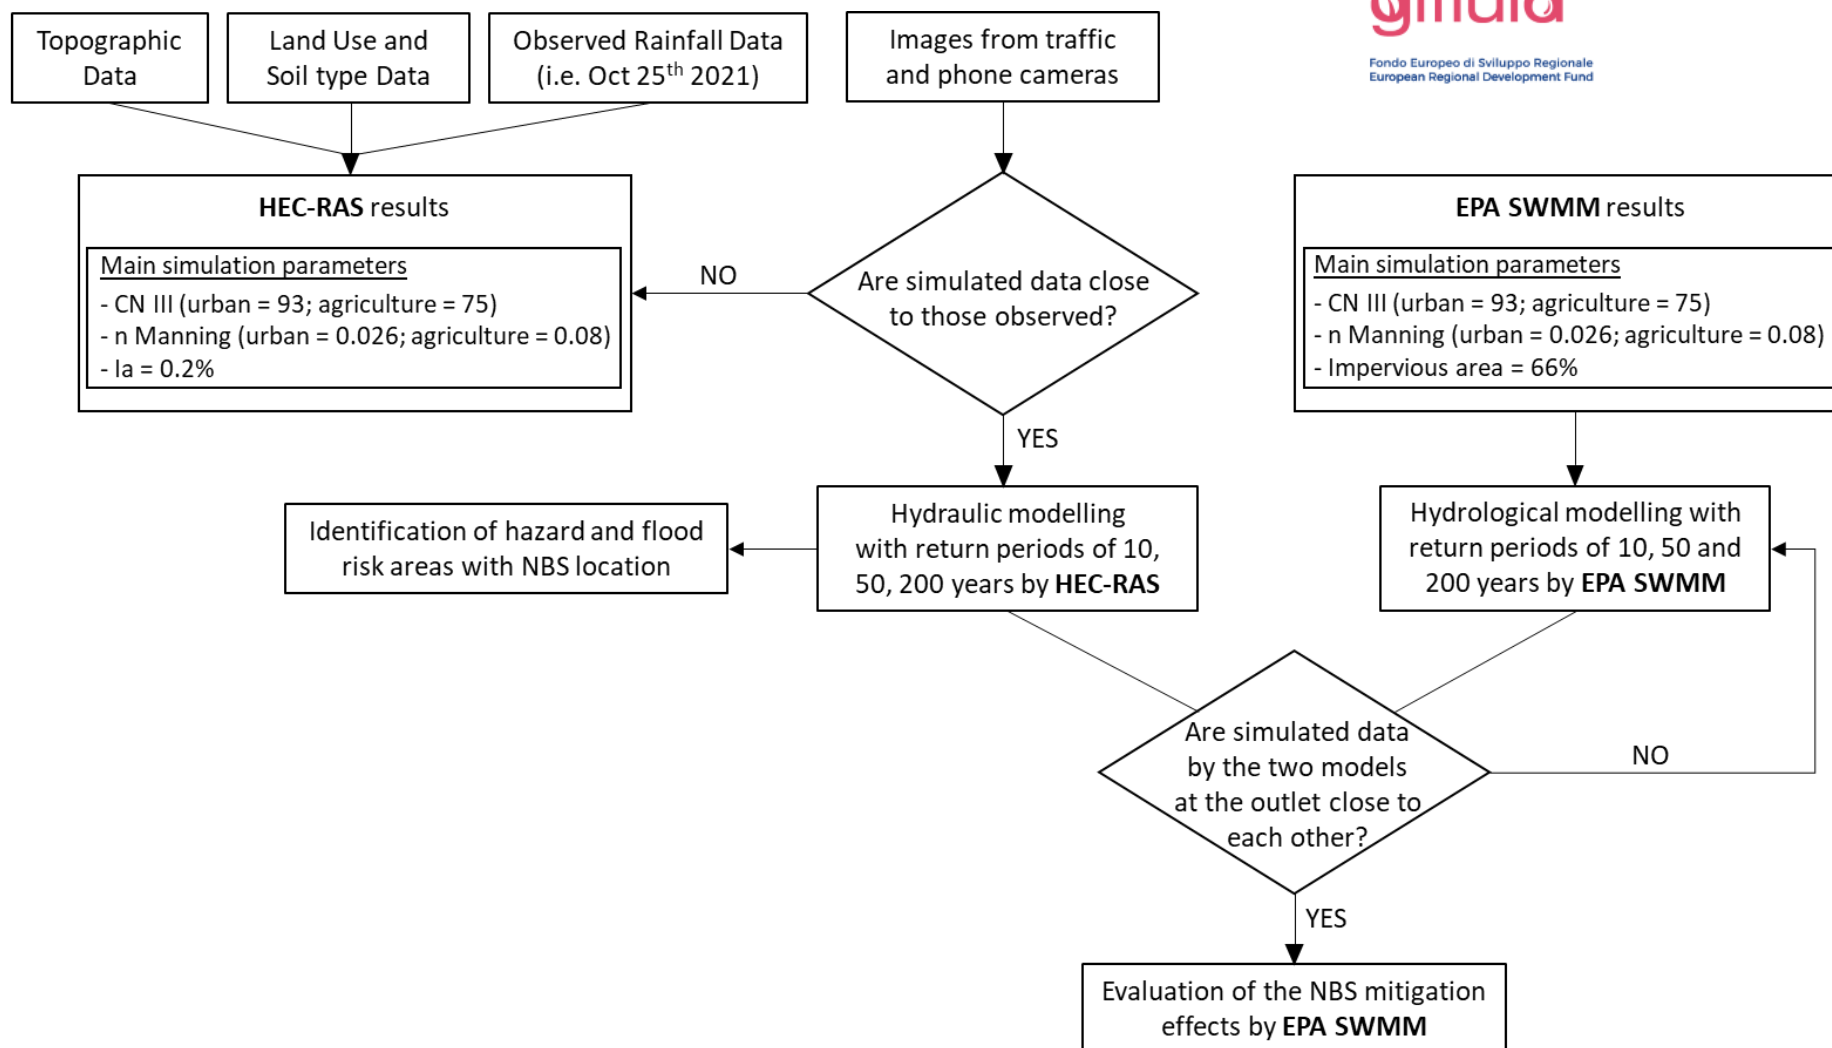 Topographic
Data
Land Use and
Soil type Data
Observed Rainfall Data
(i.e. Oct 25th 2021)
Images from traffic
and phone cameras
Fondo Europeo di Sviluppo Regionale
European Regional Development Fund
HEC-RAS results
Main simulation parameters
- CN III (urban = 93; agriculture = 75)
- n Manning (urban = 0.026; agriculture = 0.08)
- Ia = 0.2%
NO
Are simulated data close
to those observed?
EPA SWMM results
Main simulation parameters
- CN III (urban = 93; agriculture = 75)
- n Manning (urban = 0.026; agriculture = 0.08)
- Impervious area = 66%
YES
Identification of hazard and flood
risk areas with NBS location
Hydraulic modelling
with return periods of 10,
50, 200 years by HEC-RAS
Hydrological modelling with
return periods of 10, 50 and
200 years by EPA SWMM
Are simulated data
by the two models
at the outlet close to
each other?
NO
YES
Evaluation of the NBS mitigation
effects by EPA SWMM